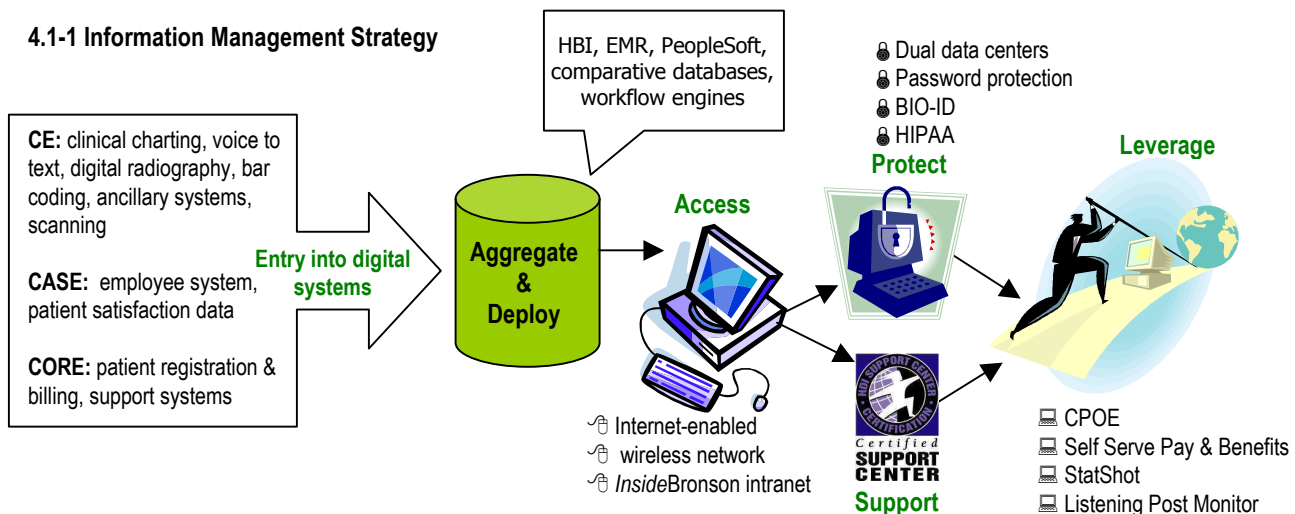 4.1-1 Information Management Strategy
HBI, EMR, PeopleSoft,
comparative databases,
workflow engines
CE: clinical charting, voice to
text, digital radiography, bar
coding, ancillary systems,
scanning
CASE: employee system,
patient satisfaction data
CORE: patient registration &
billing, support systems
Entry into digital
systems
Aggregate
&
Deploy
Access
Internet-enabled
wireless network
InsideBronson intranet
Dual data centers
Password protection
BIO-ID
HIPAA
Protect
HDI SUPPORT CENTER
CERTIFICATION
Certified
SUPPORT
CENTER
Support
Leverage
CPOE
Self Serve Pay & Benefits
StatShot
Listening Post Monitor